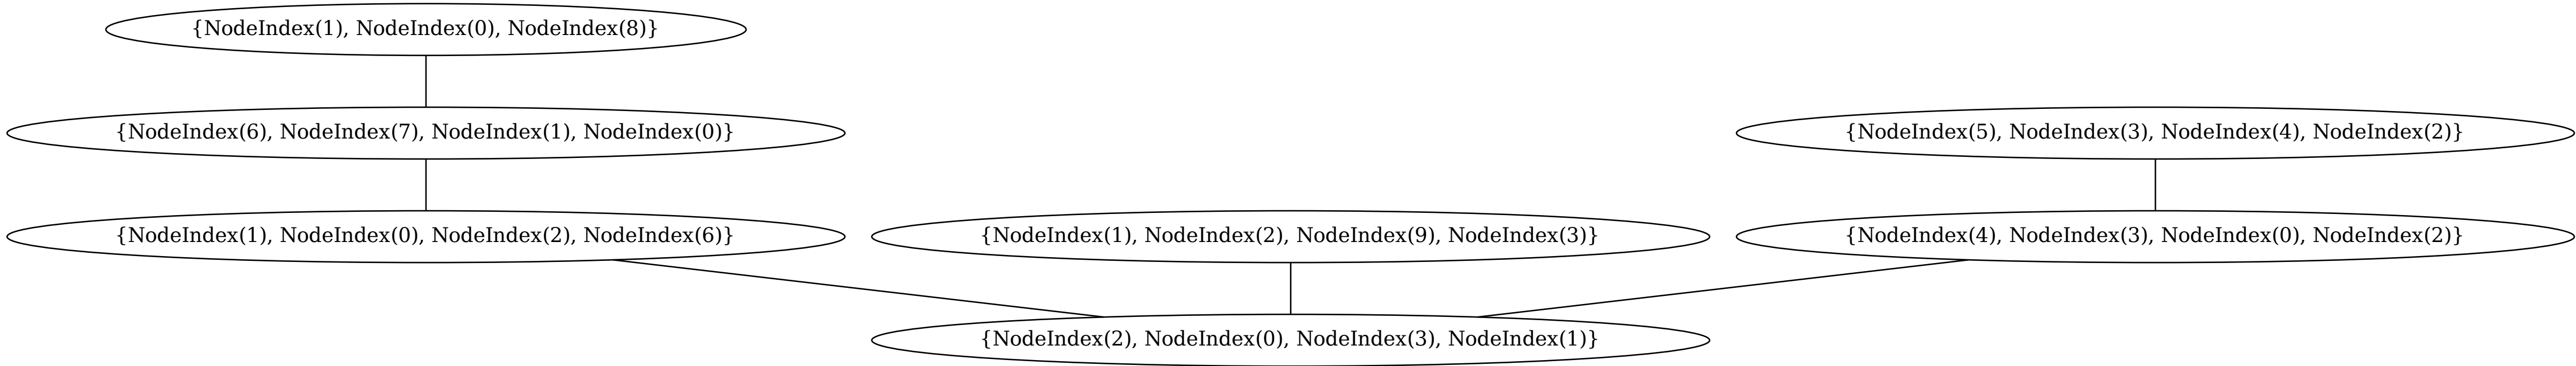 {NodeIndex(1), NodeIndex(0), NodeIndex(8)}
{NodeIndex(6), NodeIndex(7), NodeIndex(1), NodeIndex(0)}
{NodeIndex(5), NodeIndex(3), NodeIndex(4), NodeIndex(2)}
{NodeIndex(1), NodeIndex(0), NodeIndex(2), NodeIndex(6)}
{NodeIndex(1), NodeIndex(2), NodeIndex(9), NodeIndex(3)}
{NodeIndex(4), NodeIndex(3), NodeIndex(0), NodeIndex(2)}
{NodeIndex(2), NodeIndex(0), NodeIndex(3), NodeIndex(1)}